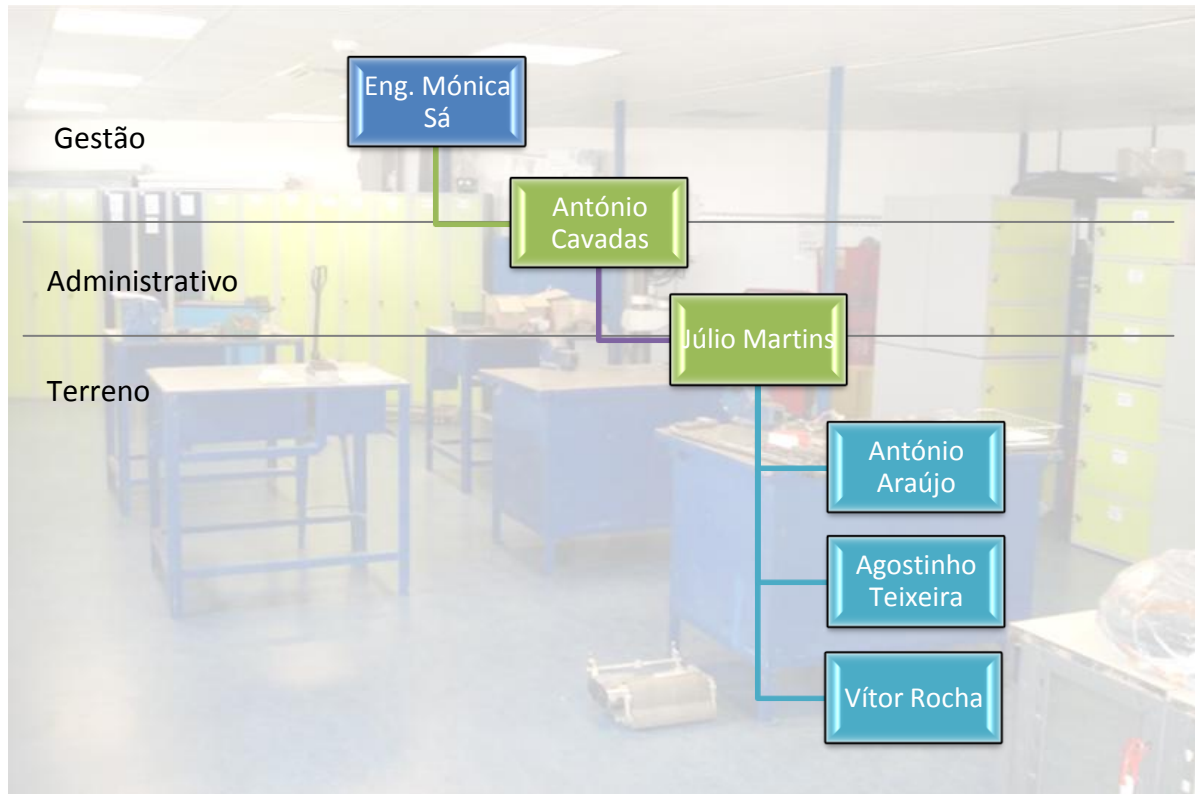 Eng. Mónica
Sá
Gestão
António
Cavadas
Administrativo
Júlio Martins
Terreno
António
Araújo
Agostinho
Teixeira
Vítor Rocha